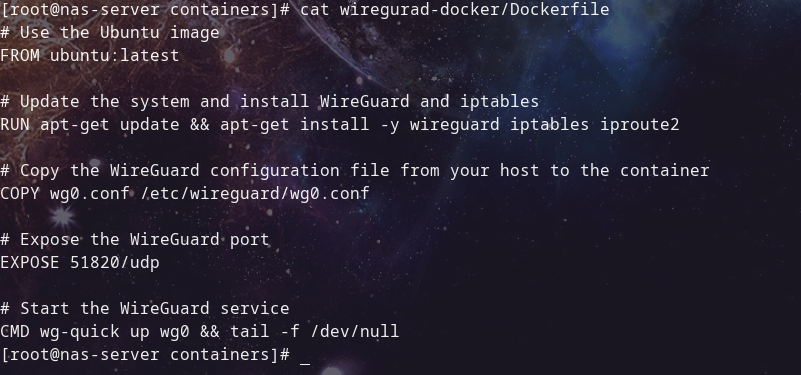 [root@nas-server containers]# cat wiregurad-docker/Dockerfile
# Use the Ubuntu image
FROM ubuntu:latest
# Update the system and install WireGuard and iptables
RUN apt-get update && apt-get install -y wireguard iptables iproute2
# Copy the WireGuard configuration file from your host to the container
COPY wg0.conf /etc/wireguard/wg0.conf
# Expose the WireGuard port
EXPOSE 51820/udp
# Start the WireGuard service
CMD wg-quick up wg0 && tail -f /dev/null
[root@nas-server containers]# _